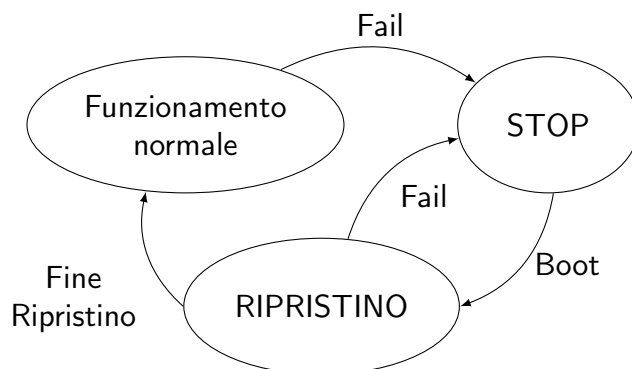 Fail
Funzionamento
normale
STOP
Fail
Boot
Fine
Ripristino
RIPRISTINO